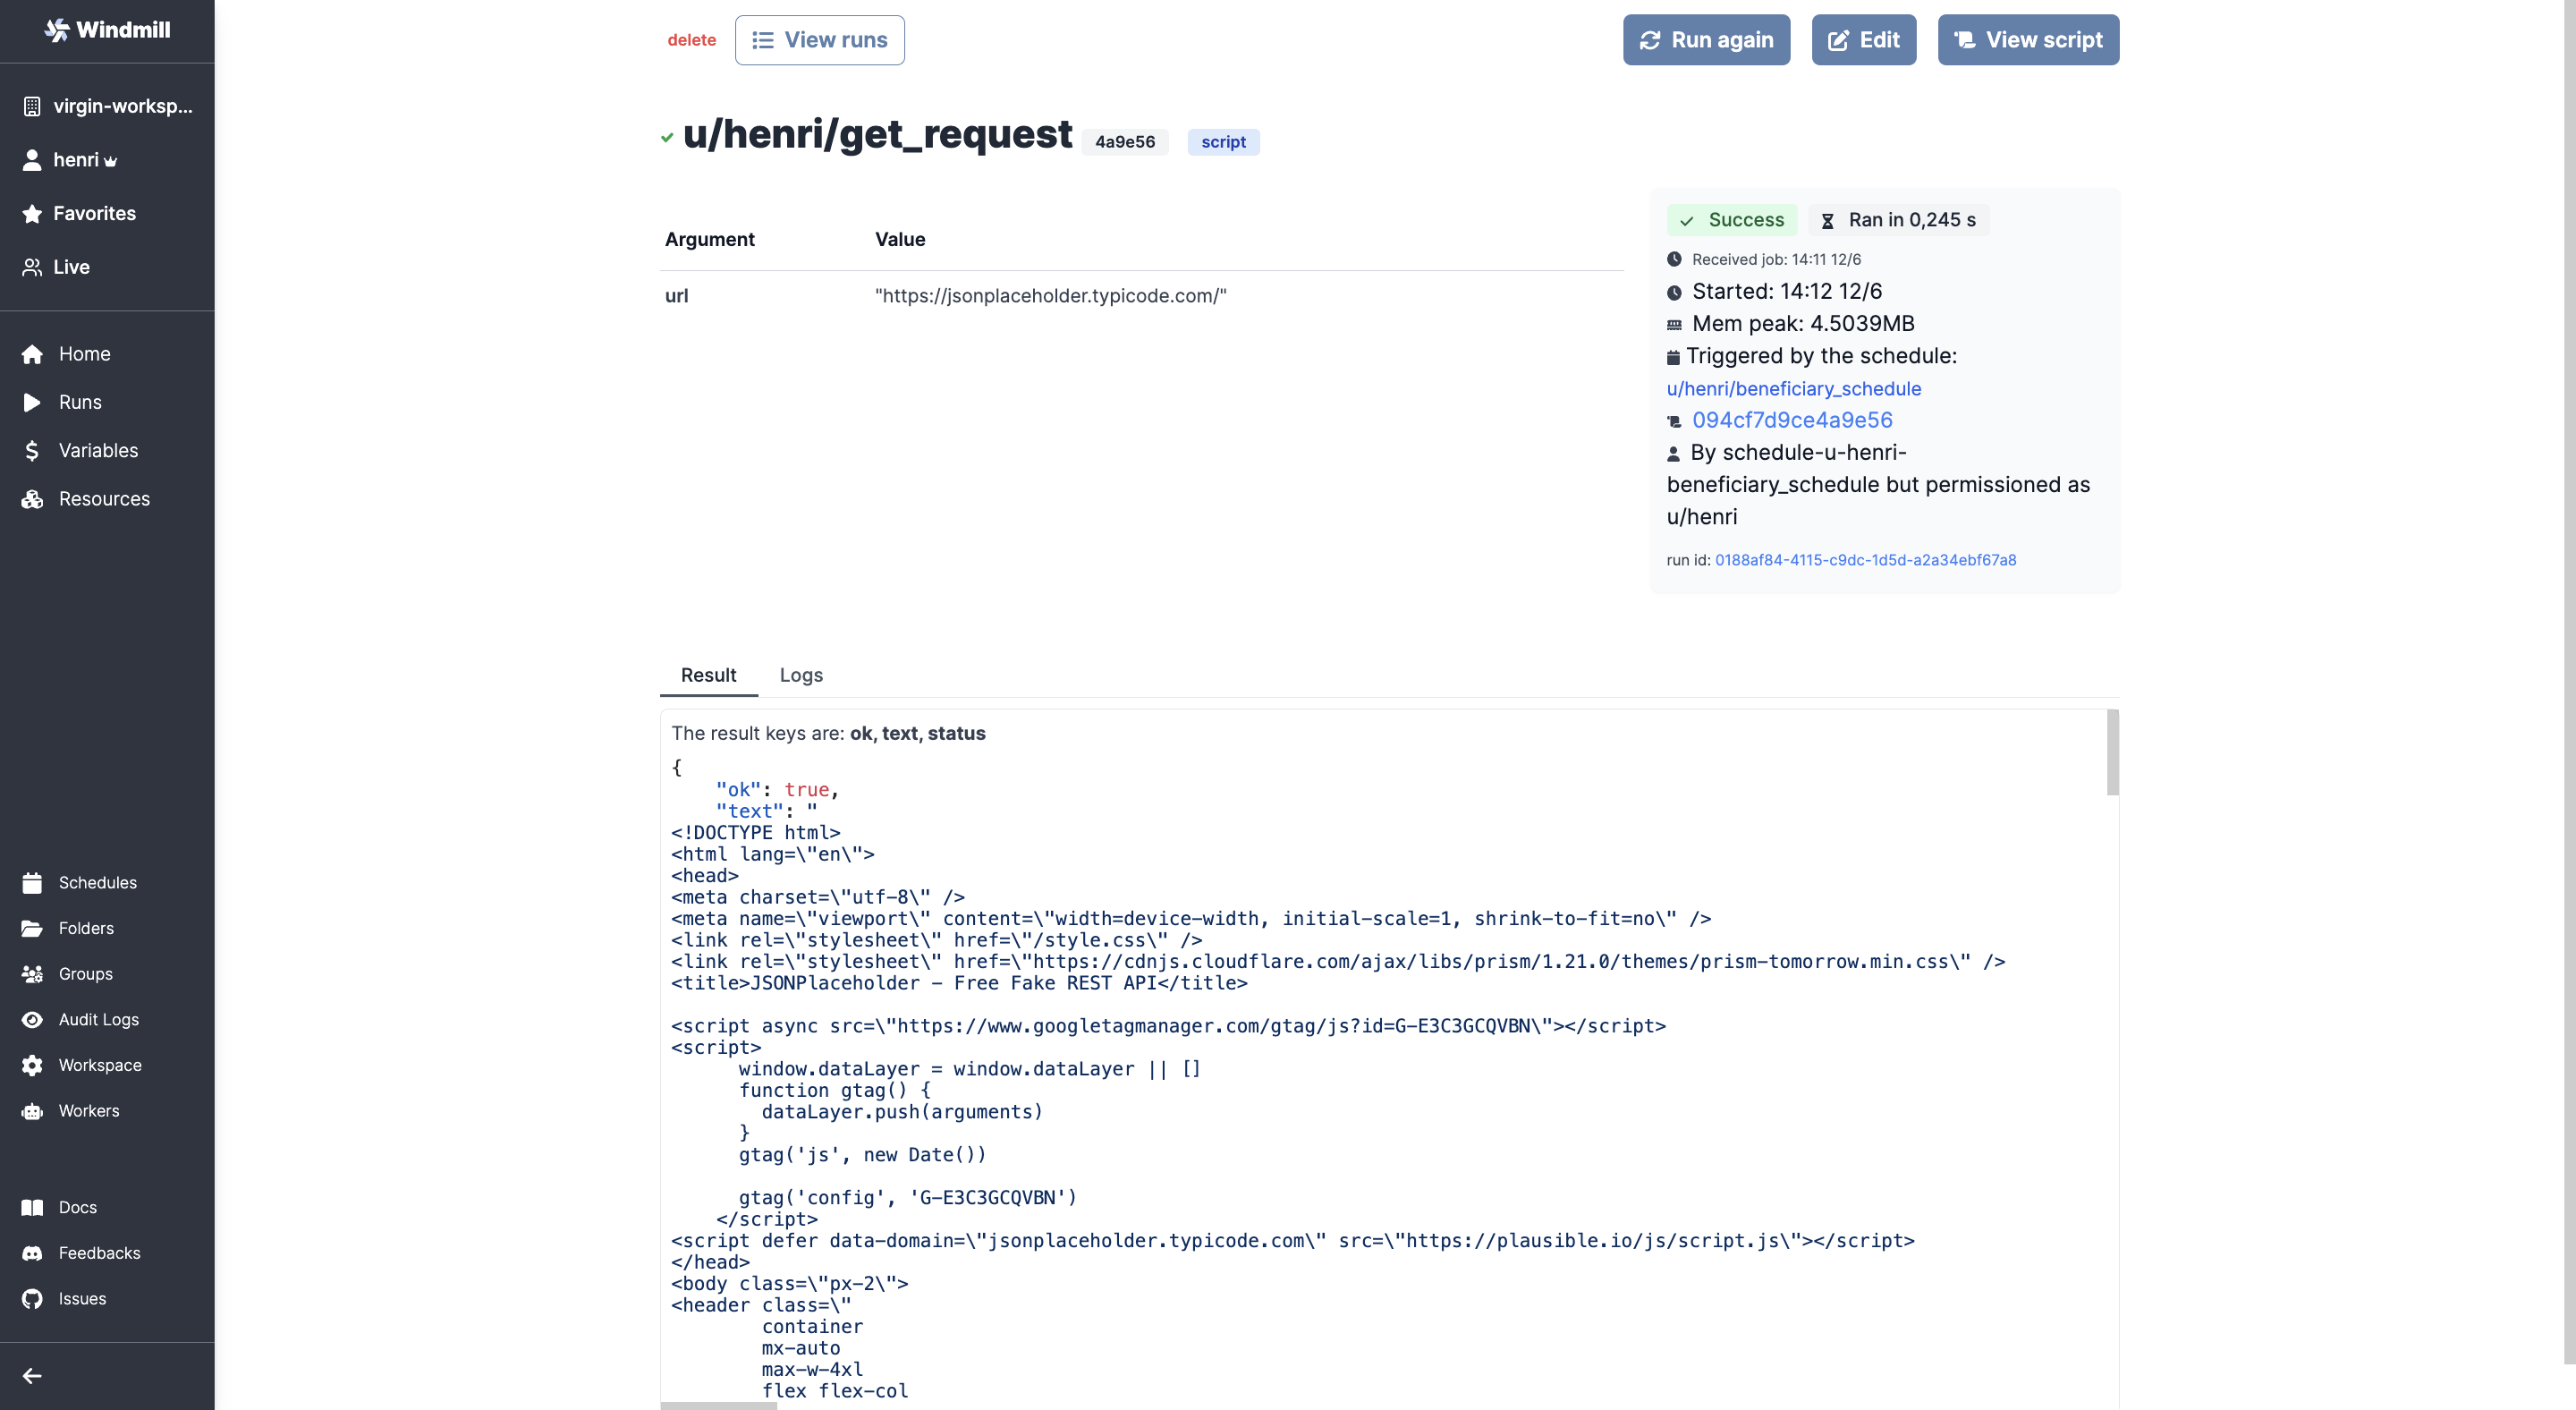 Windmill
virgin-worksp...
henri
Favorites
Live
Home
Runs
Variables
Resources
Schedules
Folders
Groups
Audit Logs
Workspace
Workers
Docs
Feedbacks
Issues
delete
View runs
Run again
Edit
View script
u/henri/get_request
4a9e56
script
Argument Value
url "https://jsonplaceholder.typicode.com/"
Success
Ran in 0,245 s
Received job: 14:11 12/6
Started: 14:12 12/6
Mem peak: 4.5039MB
Triggered by the schedule:
u/henri/beneficiary_schedule
094cf7d9ce4a9e56
By schedule-u-henri-
beneficiary_schedule but permissioned as
u/henri
run id: 0188af84-4115-c9dc-1d5d-a2a34ebf67a8
Result Logs
The result keys are: ok, text, status
{
    "ok": true,
    "text": "
<!DOCTYPE html>
<html lang=\"en\">
<head>
<meta charset=\"utf-8\" />
<meta name=\"viewport\" content=\"width=device-width, initial-scale=1, shrink-to-fit=no\" />
<link rel=\"stylesheet\" href=\"/style.css\" />
<link rel=\"stylesheet\" href=\"https://cdnjs.cloudflare.com/ajax/libs/prism/1.21.0/themes/prism-tomorrow.min.css\" />
<title>JSONPlaceholder - Free Fake REST API</title>
<script async src=\"https://www.googletagmanager.com/gtag/js?id=G-E3C3GCQVBN\"></script>
<script>
      window.dataLayer = window.dataLayer || []
      function gtag() {
        dataLayer.push(arguments)
      }
      gtag('js', new Date())
      gtag('config', 'G-E3C3GCQVBN')
    </script>
<script defer data-domain=\"jsonplaceholder.typicode.com\" src=\"https://plausible.io/js/script.js\"></script>
</head>
<body class=\"px-2\">
<header class=\"
        container
        mx-auto
        max-w-4xl
        flex flex-col